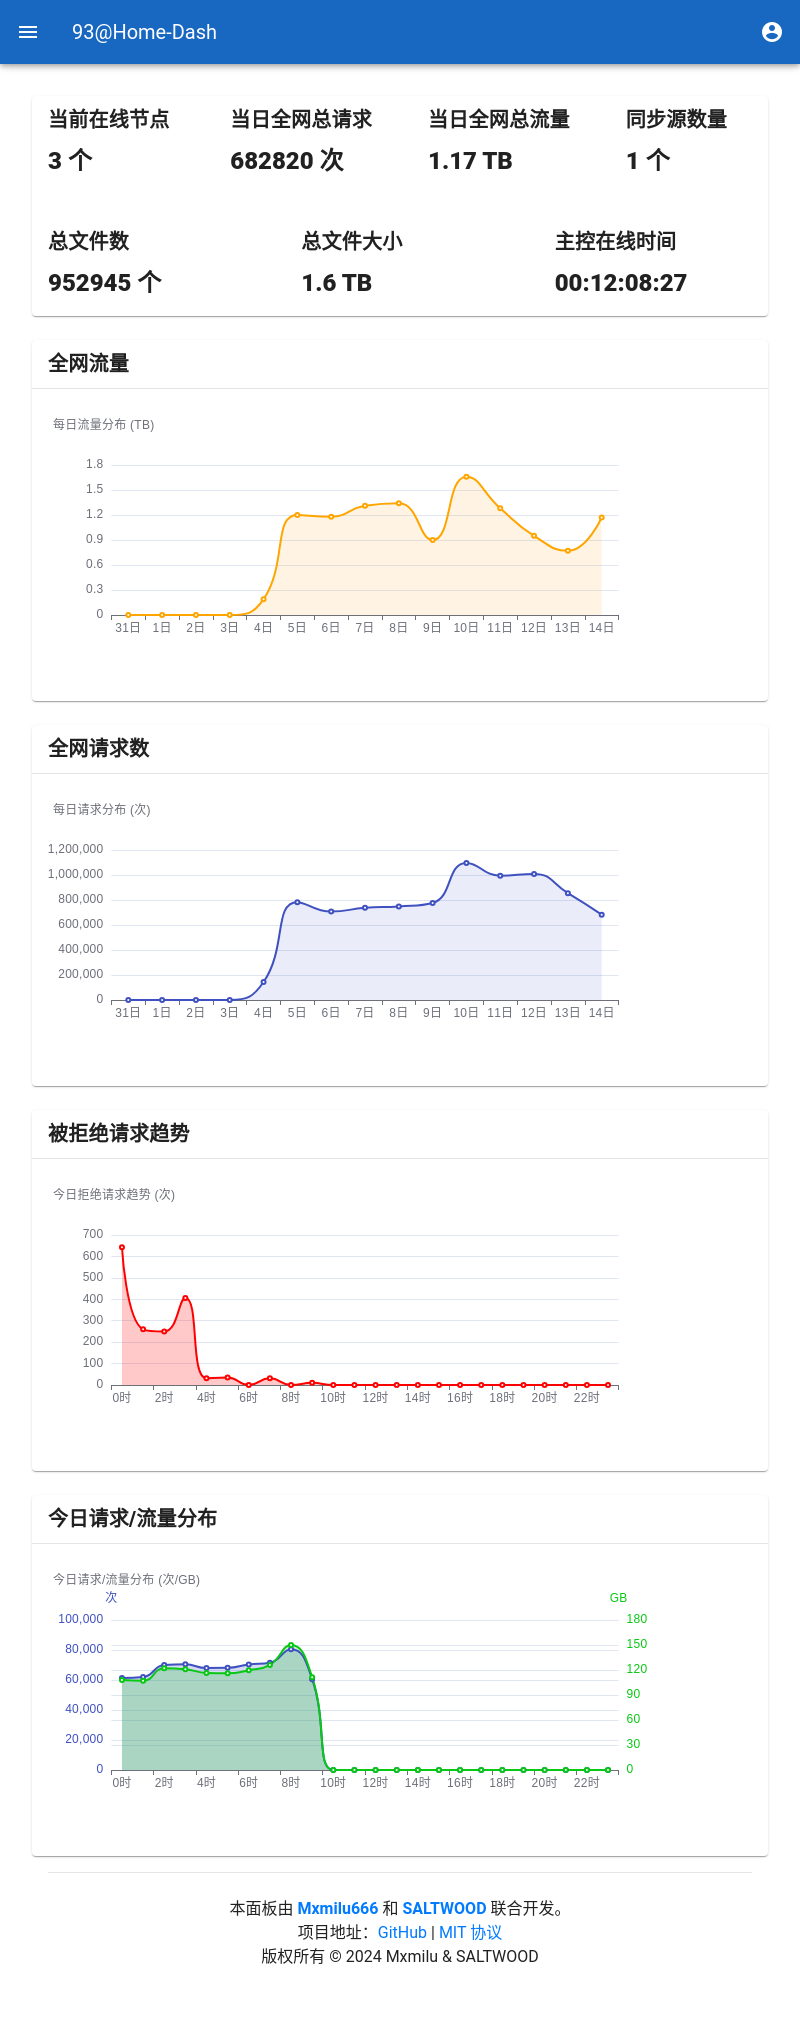 93@Home-Dash
当前在线节点 当日全网总请求 当日全网总流量 同步源数量
3 个 682820 次 1.17 TB 1 个
总文件数 总文件大小 主控在线时间
952945 个 1.6 TB 00:12:08:27
全网流量
每日流量分布 (TB)
1.8
1.5
1.2
0.9
0.6
0.3
0
31日 1日 2日 3日 4日 5日 6日 7日 8日 9日 10日 11日 12日 13日 14日
全网请求数
每日请求分布 (次)
1,200,000
1,000,000
800,000
600,000
400,000
200,000
0
31日 1日 2日 3日 4日 5日 6日 7日 8日 9日 10日 11日 12日 13日 14日
被拒绝请求趋势
今日拒绝请求趋势 (次)
700
600
500
400
300
200
100
0
0时 2时 4时 6时 8时 10时 12时 14时 16时 18时 20时 22时
今日请求/流量分布
今日请求/流量分布 (次/GB)
次 GB
100,000 180
80,000 150
60,000 120
40,000 90
20,000 60
0 30
0
0时 2时 4时 6时 8时 10时 12时 14时 16时 18时 20时 22时
本面板由 Mxmilu666 和 SALTWOOD 联合开发。
项目地址：GitHub | MIT 协议
版权所有 © 2024 Mxmilu & SALTWOOD